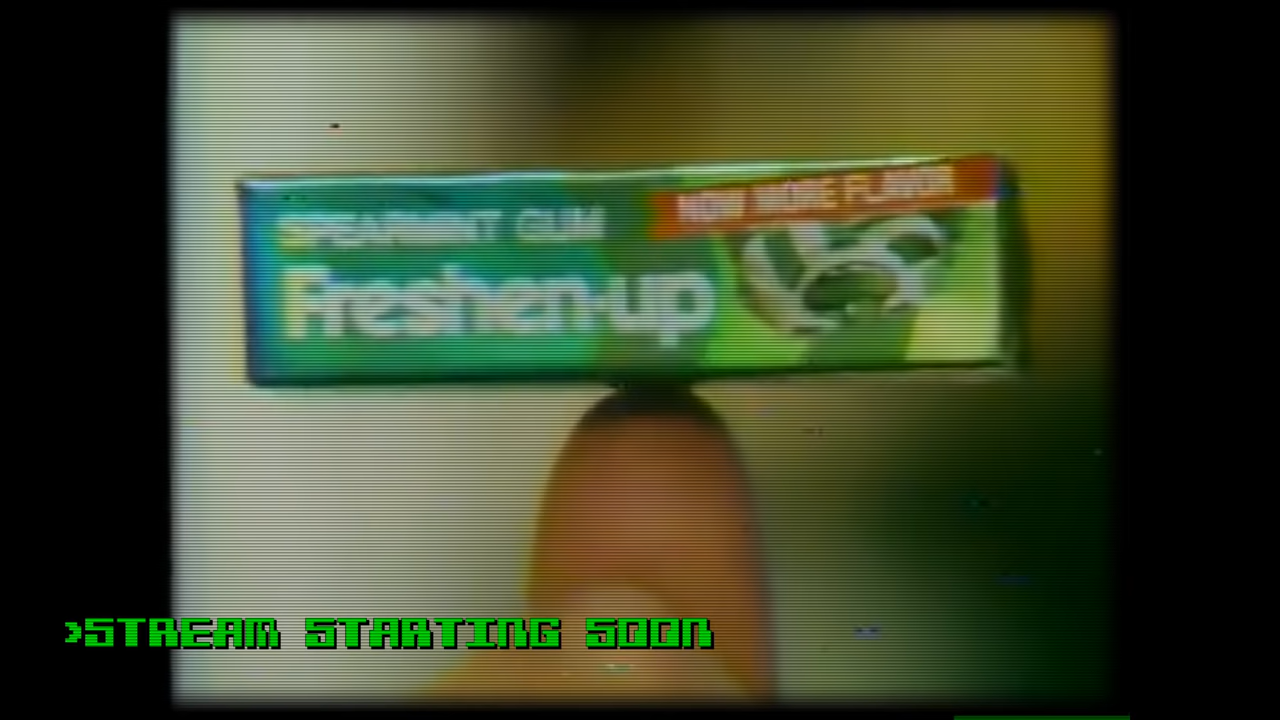 NOW MORE FLAVOR
SPEARMINT GUM
Freshen-up
>STREAM STARTING SOON